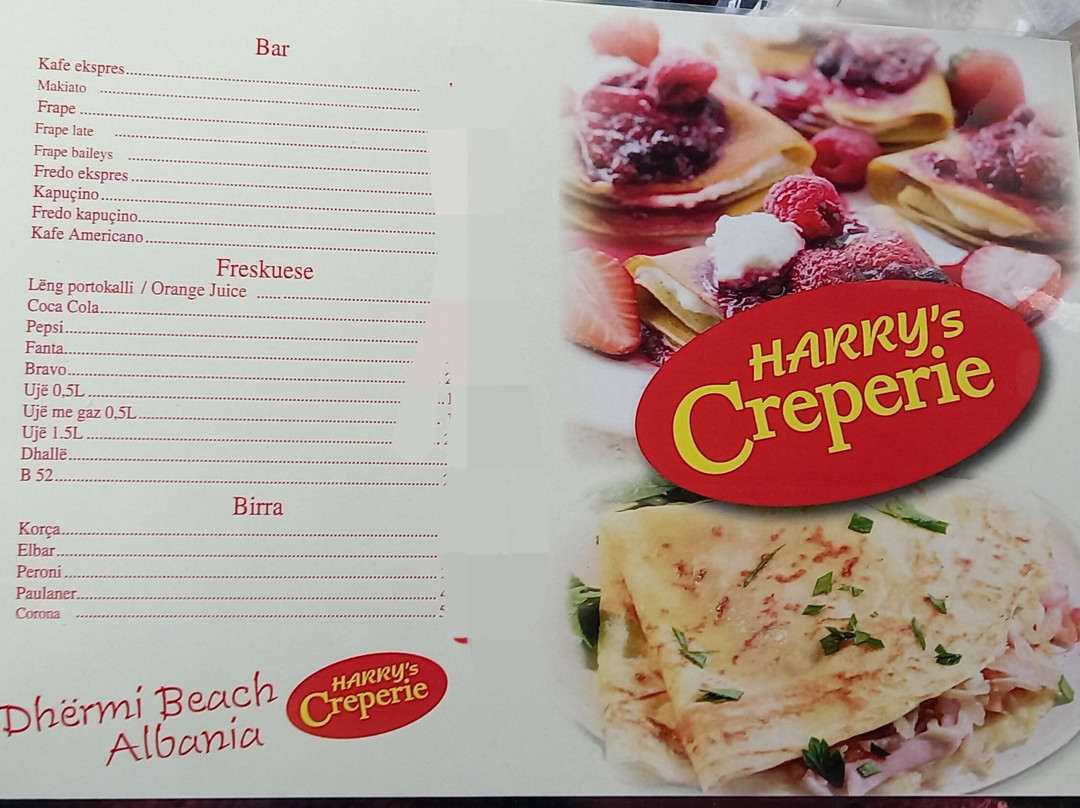 Bar
Kafe ekspres
Makiato
Frape
Frape late
Frape baileys
Fredo ekspres
Kapuçino
Fredo kapuçino
Kafe Americano
Freskuese
Lëng portokalli / Orange Juice
Coca Cola
Pepsi
Fanta
Bravo
Ujë 0,5L
Ujë me gaz 0,5L
Ujë 1.5L
Dhallë
B 52
Birra
Korça
Elbar
Peroni
Paulaner
Corona
Dhërmi Beach
Albania
HARRY's
Creperie
HARRY's
Creperie